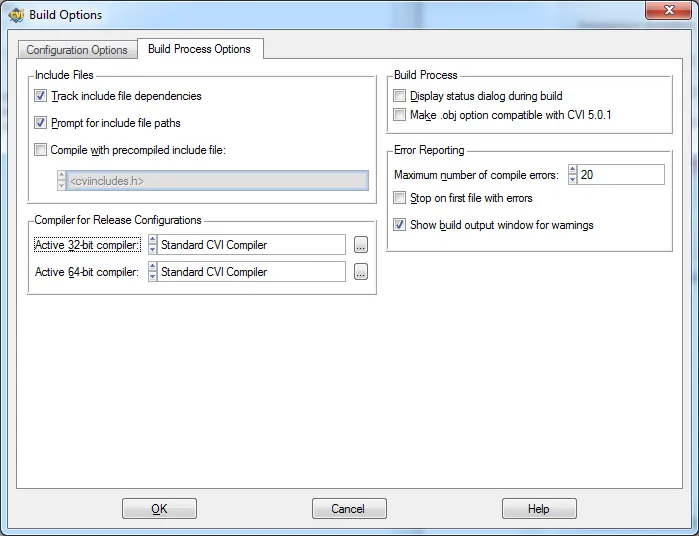 CVI
Build Options
Configuration Options
Build Process Options
Include Files
Track include file dependencies
Prompt for include file paths
Compile with precompiled include file:
<cviincludes.h>
Compiler for Release Configurations
Active 32-bit compiler:
Standard CVI Compiler
...
Active 64-bit compiler:
Standard CVI Compiler
...
Build Process
Display status dialog during build
Make .obj option compatible with CVI 5.0.1
Error Reporting
Maximum number of compile errors:
20
Stop on first file with errors
Show build output window for warnings
OK
Cancel
Help